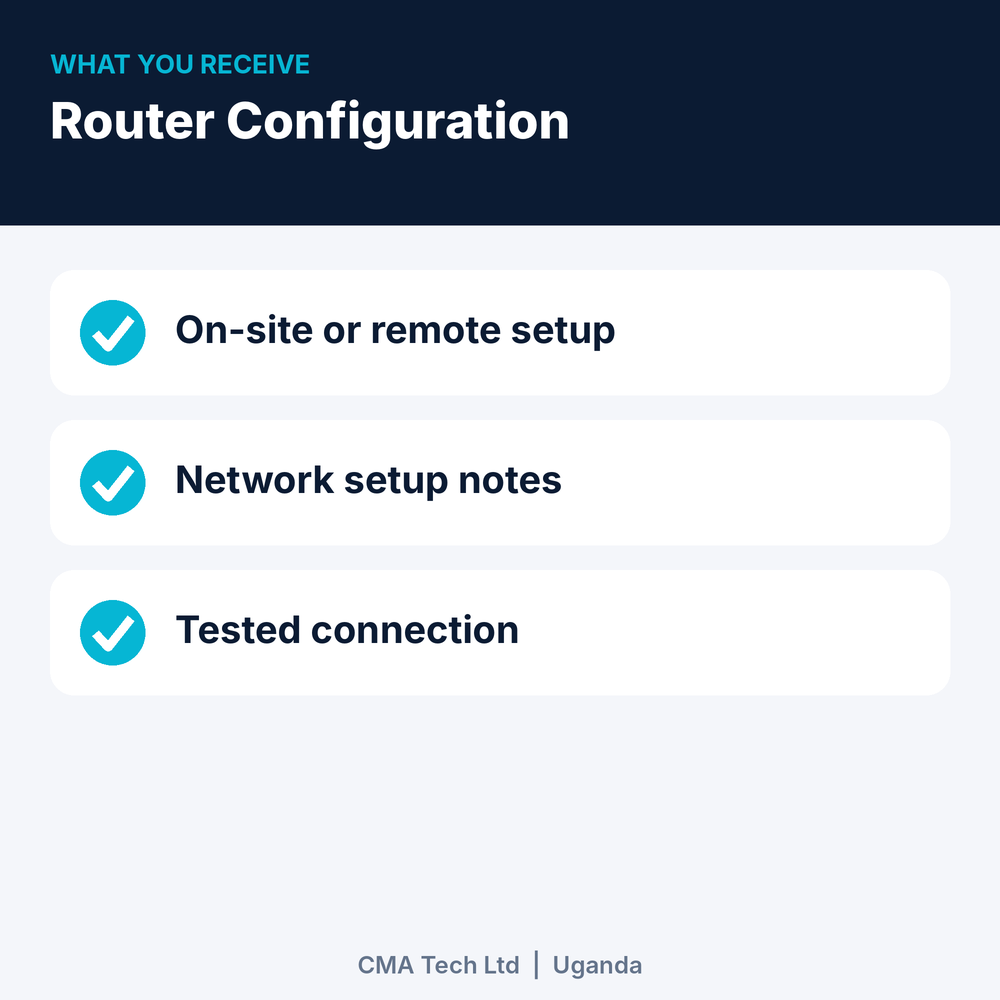 WHAT YOU RECEIVE
Router Configuration
On-site or remote setup
Network setup notes
Tested connection
CMA Tech Ltd | Uganda